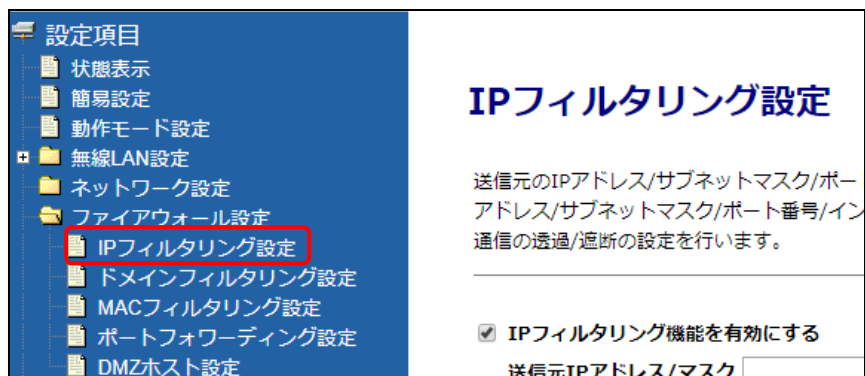 設定項目
状態表示
簡易設定
動作モード設定
無線LAN設定
ネットワーク設定
ファイアウォール設定
IPフィルタリング設定
ドメインフィルタリング設定
MACフィルタリング設定
ポートフォワーディング設定
DMZホスト設定
IPフィルタリング設定
送信元のIPアドレス/サブネットマスク/ポー
アドレス/サブネットマスク/ポート番号/イン
通信の透過/遮断の設定を行います。
IPフィルタリング機能を有効にする
送信元IPアドレス/マスク